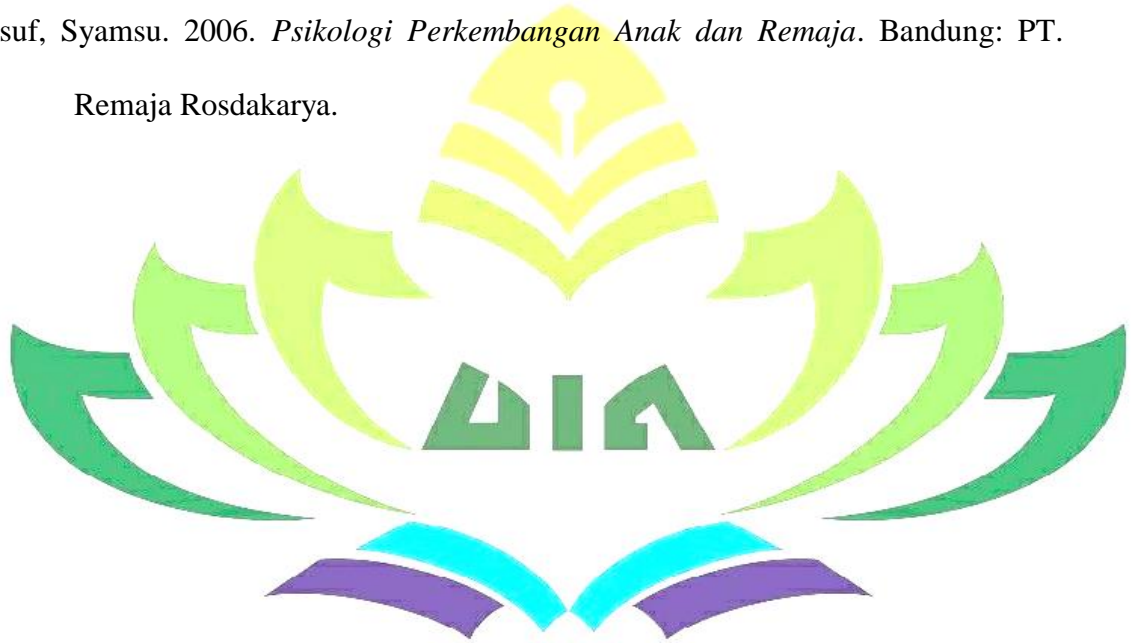 suf, Syamsu. 2006. Psikologi Perkembangan Anak dan Remaja. Bandung: PT.
Remaja Rosdakarya.
UIN